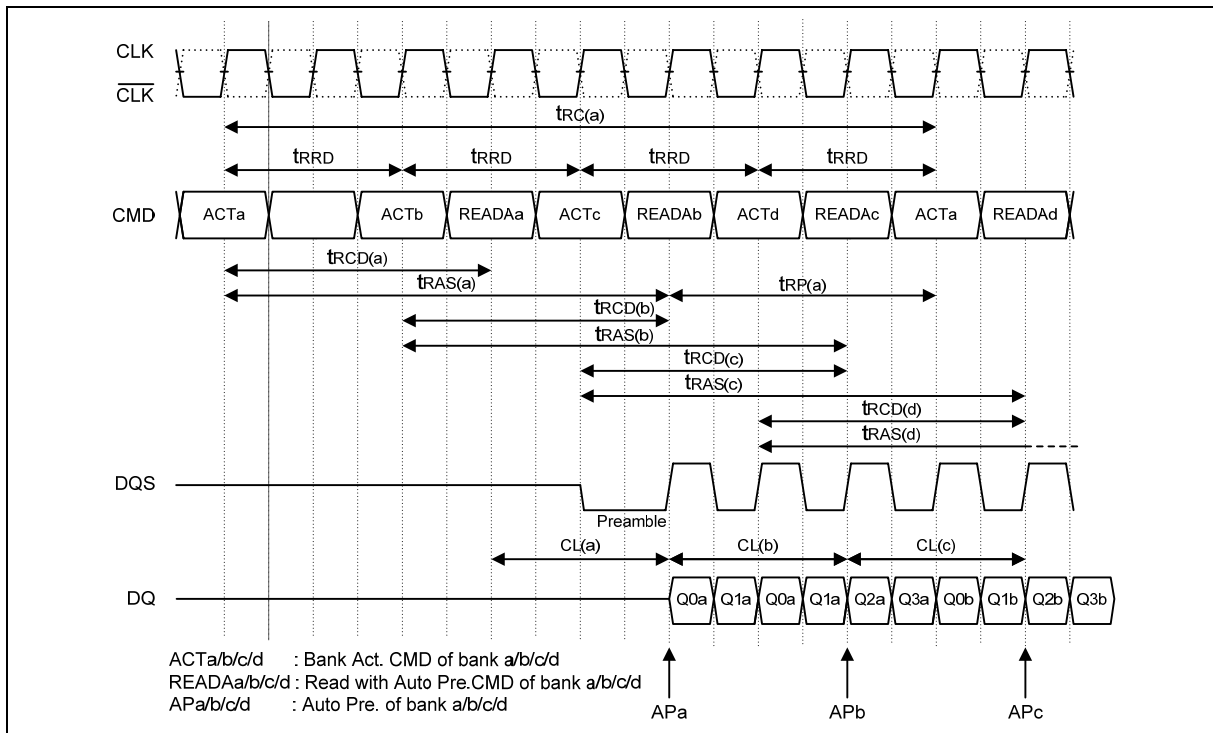 CLK
CLK
tRC(a)
tRRD tRRD tRRD tRRD
CMD ACTa ACTb READAa ACTc READAb ACTd READAc ACTa READAd
tRCD(a)
tRAS(a) tRP(a)
tRCD(b)
tRAS(b)
tRCD(c)
tRAS(c)
tRCD(d)
tRAS(d)
DQS
Preamble
CL(a) CL(b) CL(c)
DQ Q0a Q1a Q0a Q1a Q2a Q3a Q0b Q1b Q2b Q3b
ACTa/b/c/d : Bank Act. CMD of bank a/b/c/d
READAa/b/c/d : Read with Auto Pre.CMD of bank a/b/c/d
APa/b/c/d : Auto Pre. of bank a/b/c/d
APa APb APc